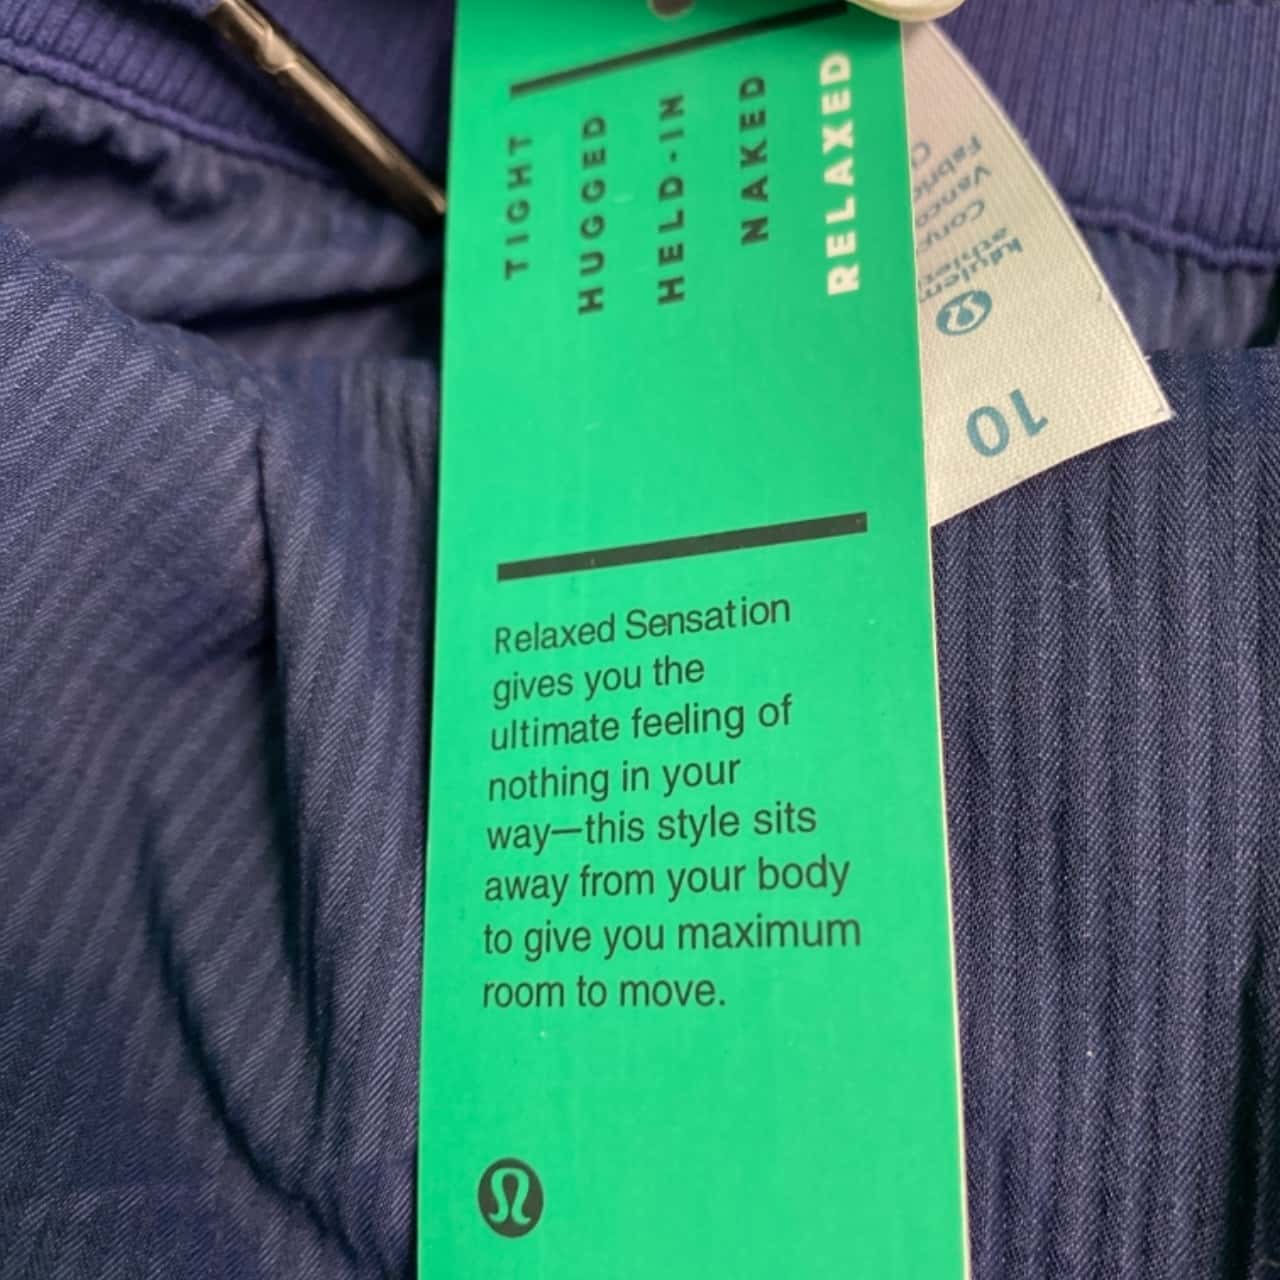 TIGHT
HUGGED
HELD-IN
NAKED
RELAXED
Relaxed Sensation
gives you the
ultimate feeling of
nothing in your
way—this style sits
away from your body
to give you maximum
room to move.
10
lululemon